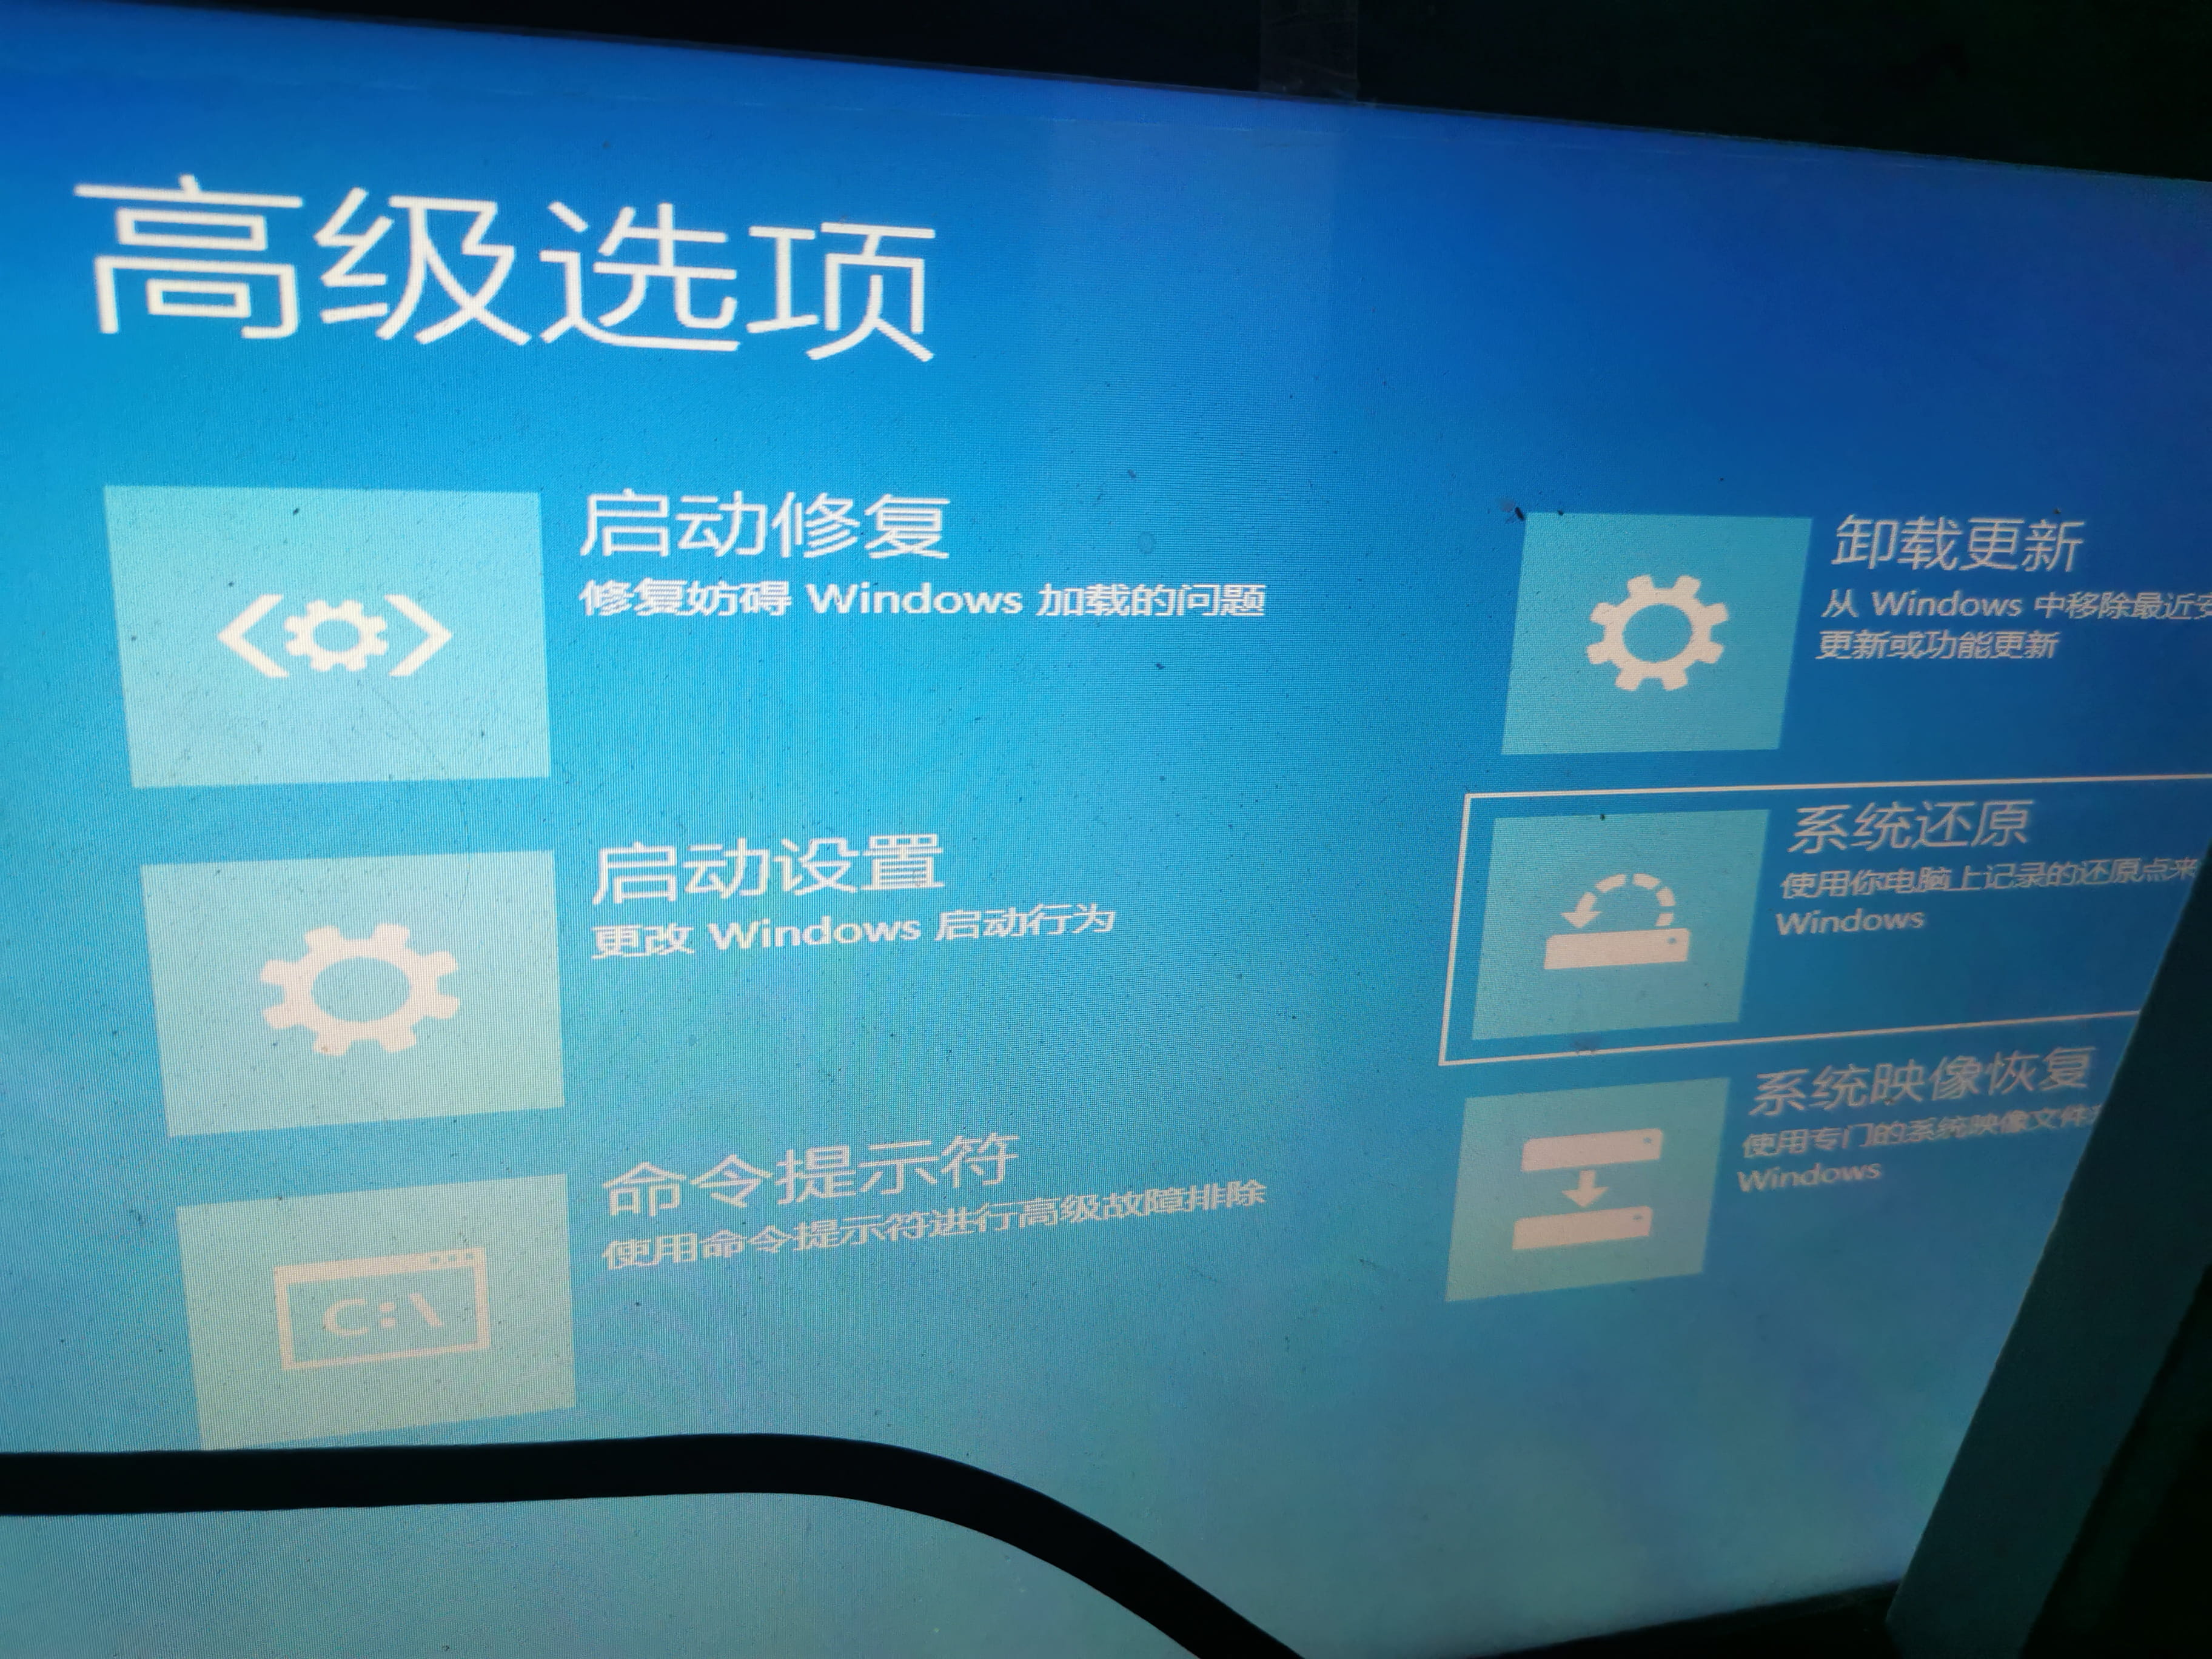 高级选项
启动修复
修复妨碍 Windows 加载的问题
启动设置
更改 Windows 启动行为
C:\
命令提示符
使用命令提示符进行高级故障排除
卸载更新
从 Windows 中移除最近安
更新或功能更新
系统还原
使用你电脑上记录的还原点来
Windows
系统映像恢复
使用专门的系统映像文件
Windows